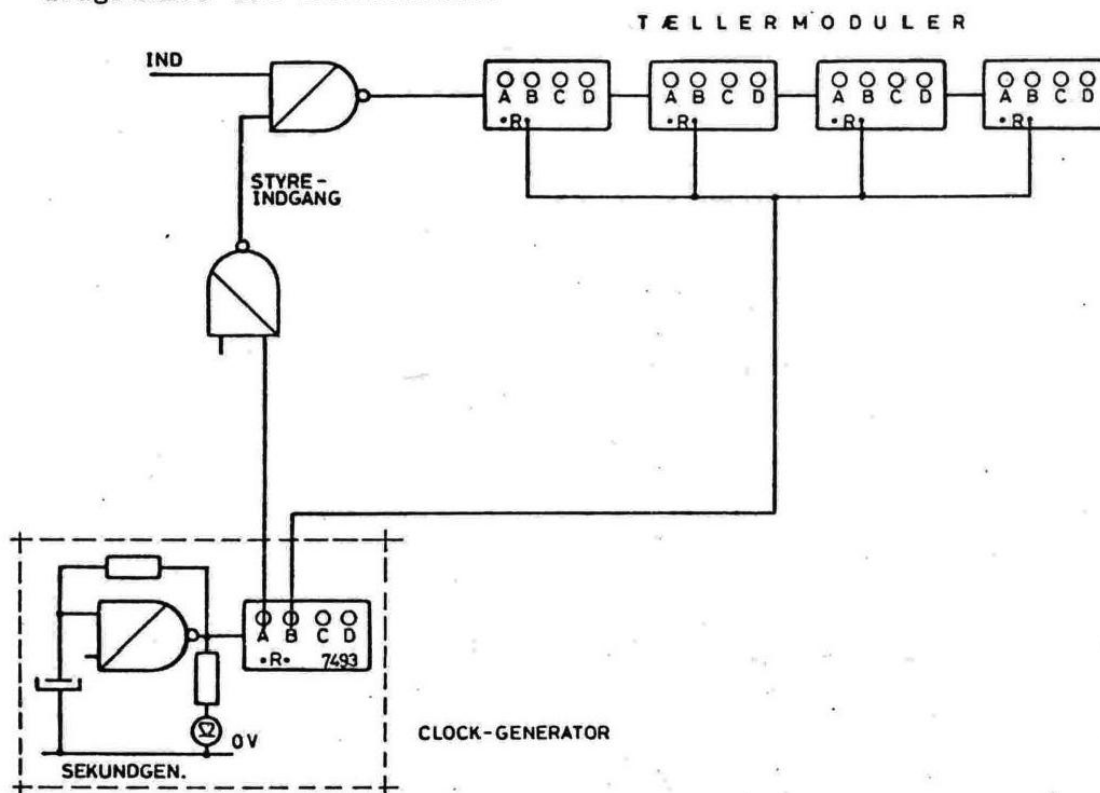 TÆLLERMODULER
IND
A B C D
A B C D
A B C D
A B C D
•R•
•R•
•R•
•R•
STYRE-
INDGANG
A B C D
•R• 7493
0V
CLOCK-GENERATOR
SEKUNDGEN.